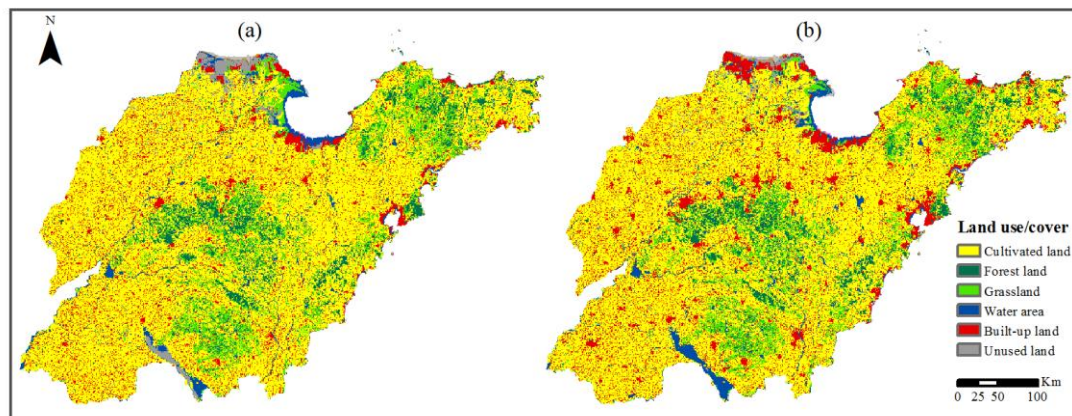 N
(a)
(b)
Land use/cover
Cultivated land
Forest land
Grassland
Water area
Built-up land
Unused land
Km
0 25 50 100